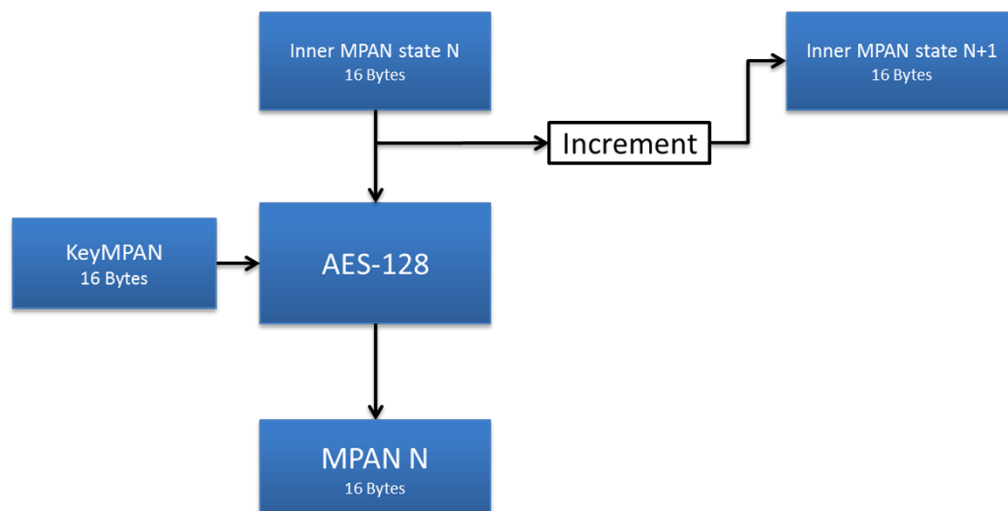 Inner MPAN state N
16 Bytes
Inner MPAN state N+1
16 Bytes
Increment
KeyMPAN
16 Bytes
AES-128
MPAN N
16 Bytes